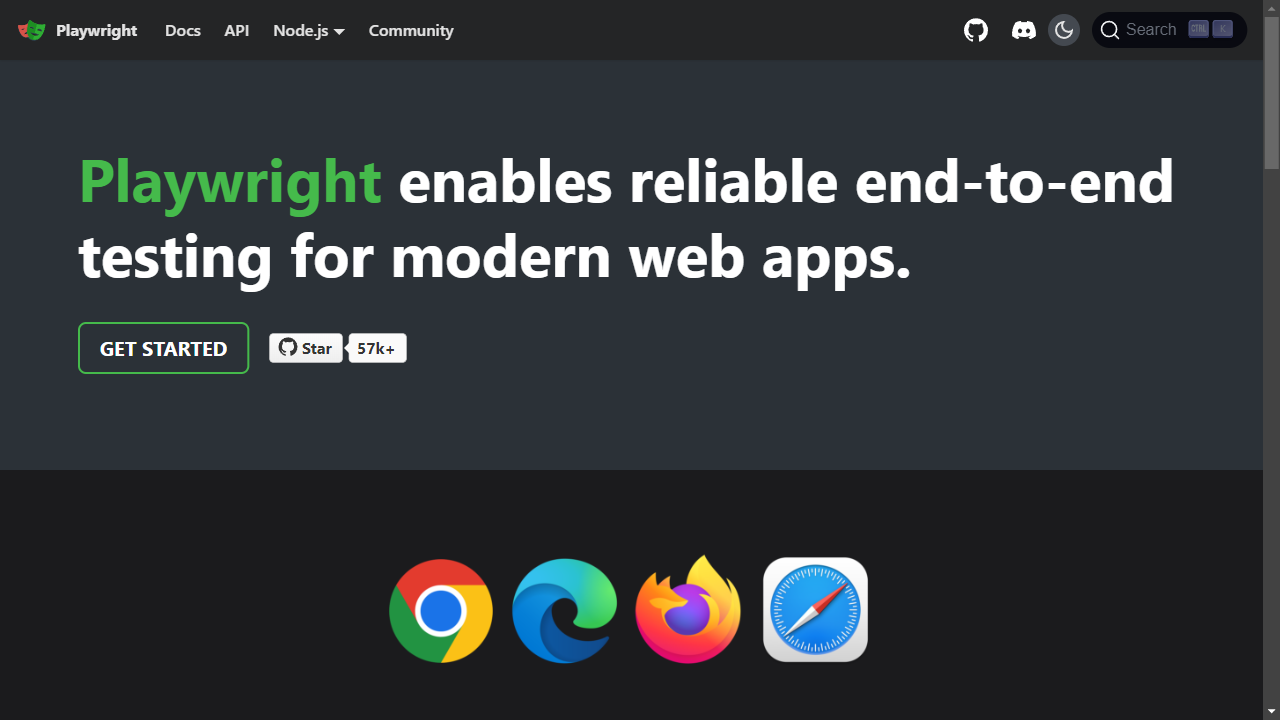 Playwright Docs API Node.js Community Search CTRL K
Playwright enables reliable end-to-end
testing for modern web apps.
GET STARTED Star 57k+